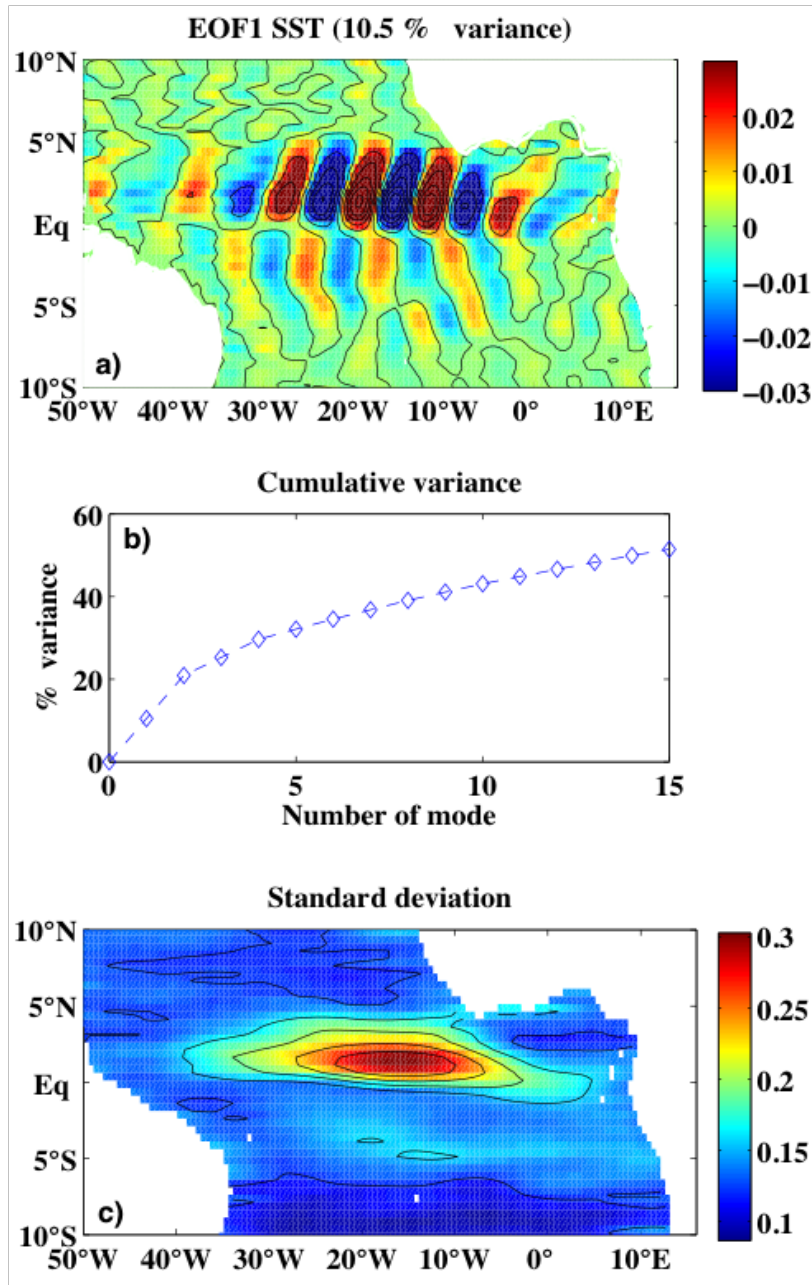 EOF1 SST (10.5 % variance)
10°N
5°N
Eq
5°S
10°S
a)
50°W 40°W 30°W 20°W 10°W 0° 10°E
0.02
0.01
0
−0.01
−0.02
−0.03
Cumulative variance
b)
% variance
60
40
20
0
0 5 10 15
Number of mode
Standard deviation
10°N
5°N
Eq
5°S
10°S
c)
50°W 40°W 30°W 20°W 10°W 0° 10°E
0.3
0.25
0.2
0.15
0.1